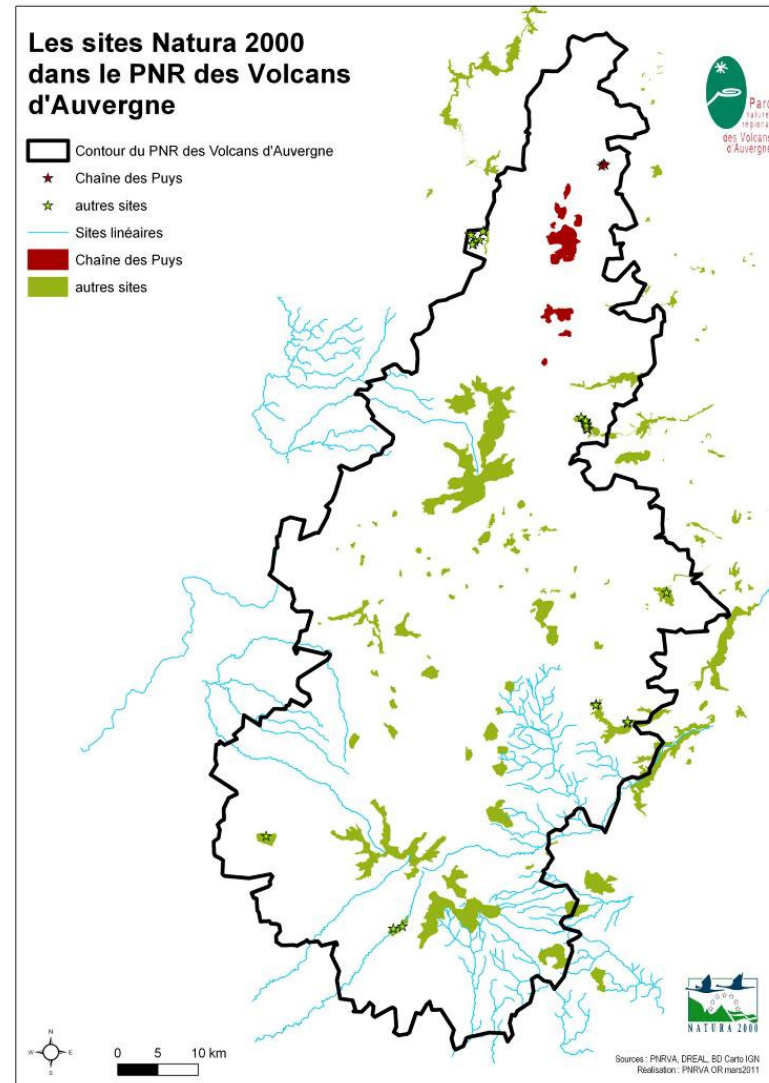 Les sites Natura 2000
dans le PNR des Volcans
d'Auvergne
Contour du PNR des Volcans d'Auvergne
Chaîne des Puys
autres sites
Sites linéaires
Chaîne des Puys
autres sites
Parc
naturel
régional
des Volcans
d'Auvergne
N
W
E
S
0 5 10 km
NATURA 2000
Sources : PNRVA, DREAL, BD Carto IGN
Réalisation : PNRVA OR mars2011